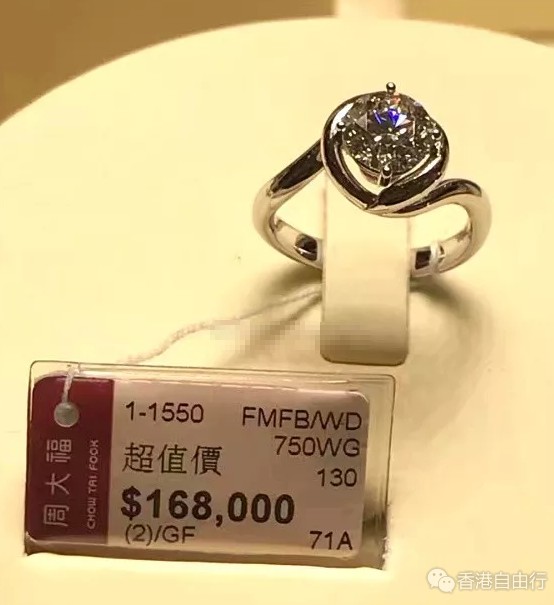 周大福
CHOW TAI FOOK
1-1550 FMFB/WD
750WG
超值價 130
$168,000
(2)/GF 71A
香港自由行